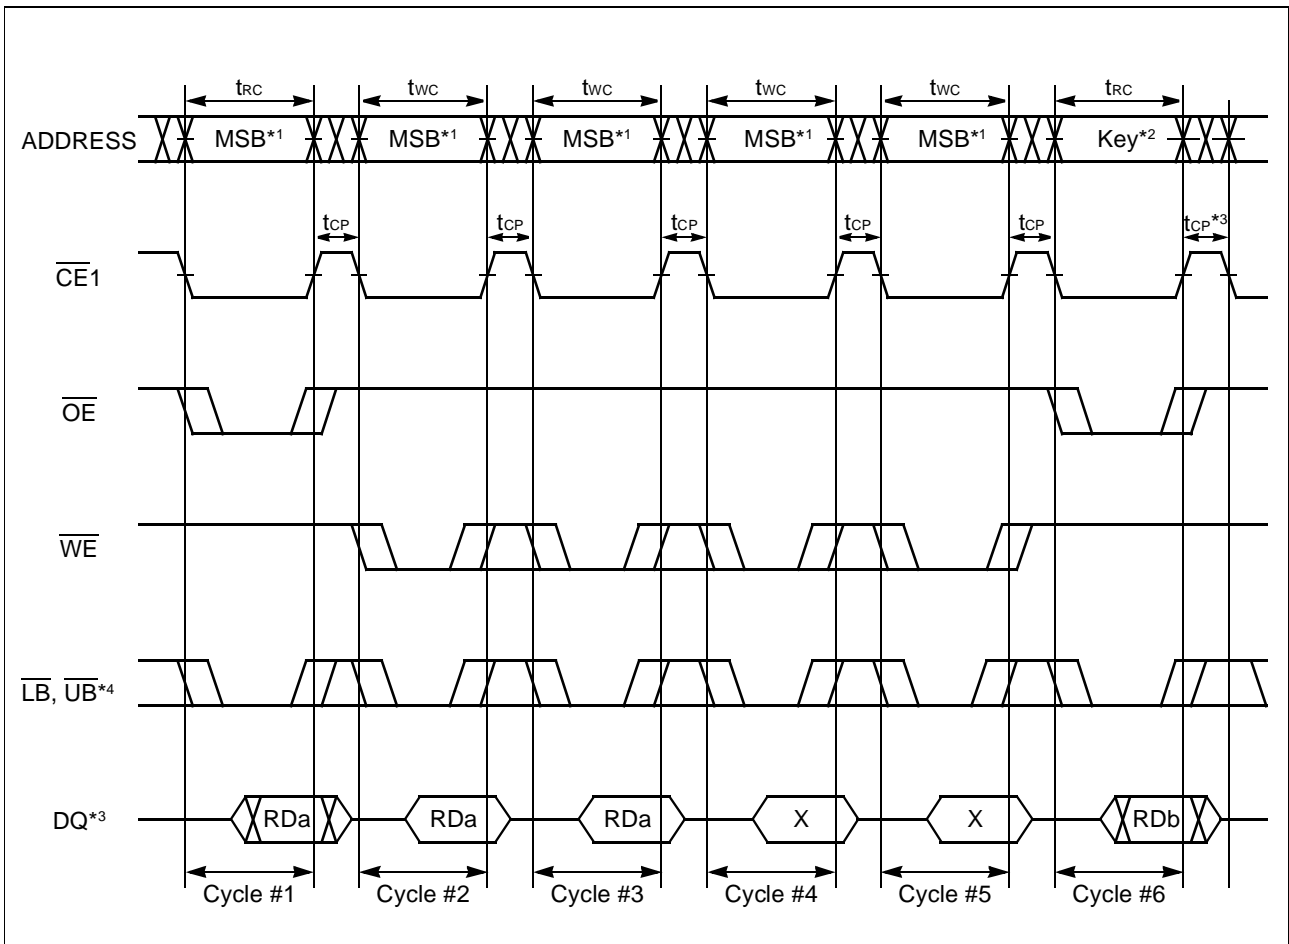 tRC tWC tWC tWC tWC tRC
ADDRESS MSB*1 MSB*1 MSB*1 MSB*1 MSB*1 Key*2
tCP tCP tCP tCP tCP tCP*3
CE1
OE
WE
LB, UB*4
DQ*3 RDa RDa RDa X X RDb
Cycle #1 Cycle #2 Cycle #3 Cycle #4 Cycle #5 Cycle #6